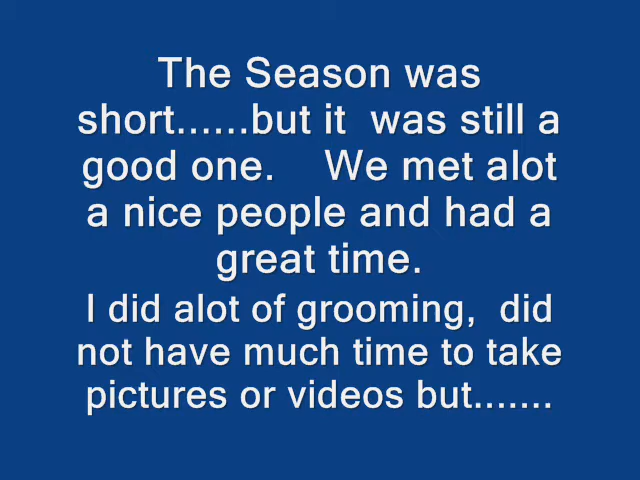 The Season was
short......but it  was still a
good one.    We met alot
a nice people and had a
great time.
I did alot of grooming,  did
not have much time to take
pictures or videos but.......